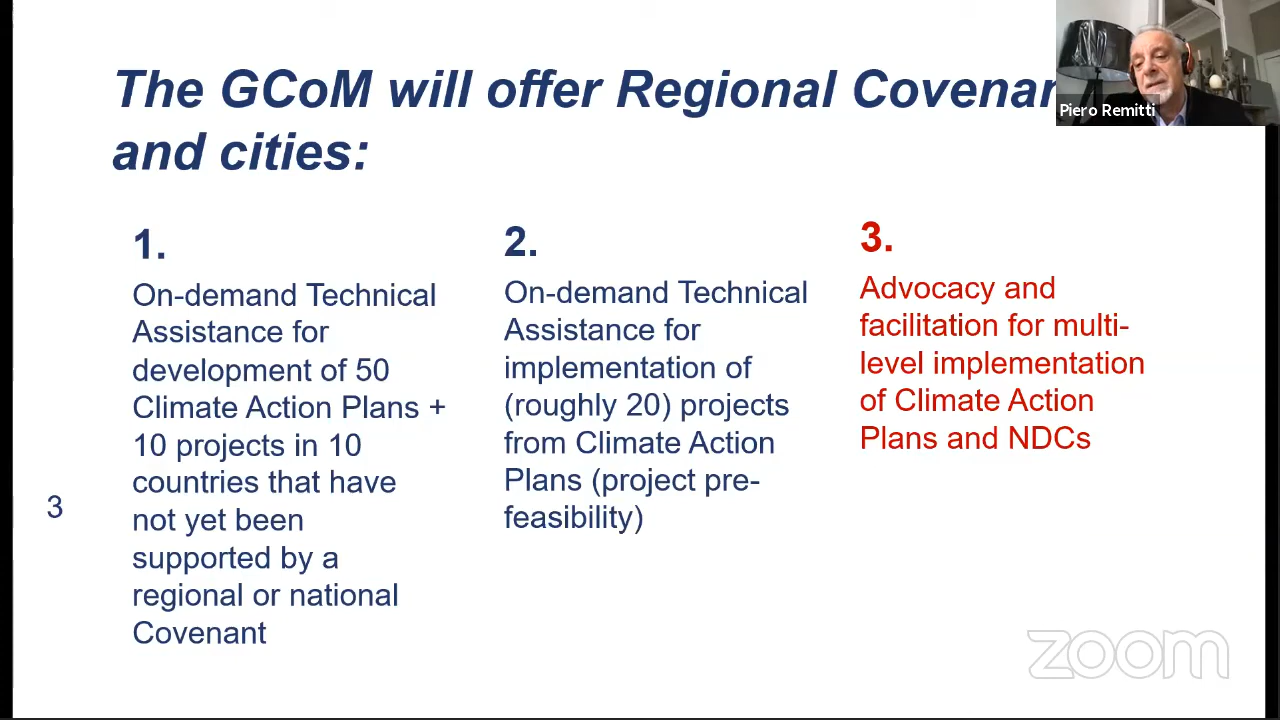 The GCoM will offer Regional
and cities:
Piero Remitti
1.
On-demand Technical
Assistance for
development of 50
Climate Action Plans +
10 projects in 10
countries that have
not yet been
supported by a
regional or national
Covenant
2.
On-demand Technical
Assistance for
implementation of
(roughly 20) projects
from Climate Action
Plans (project pre-
feasibility)
3.
Advocacy and
facilitation for multi-
level implementation
of Climate Action
Plans and NDCs
3
zoom